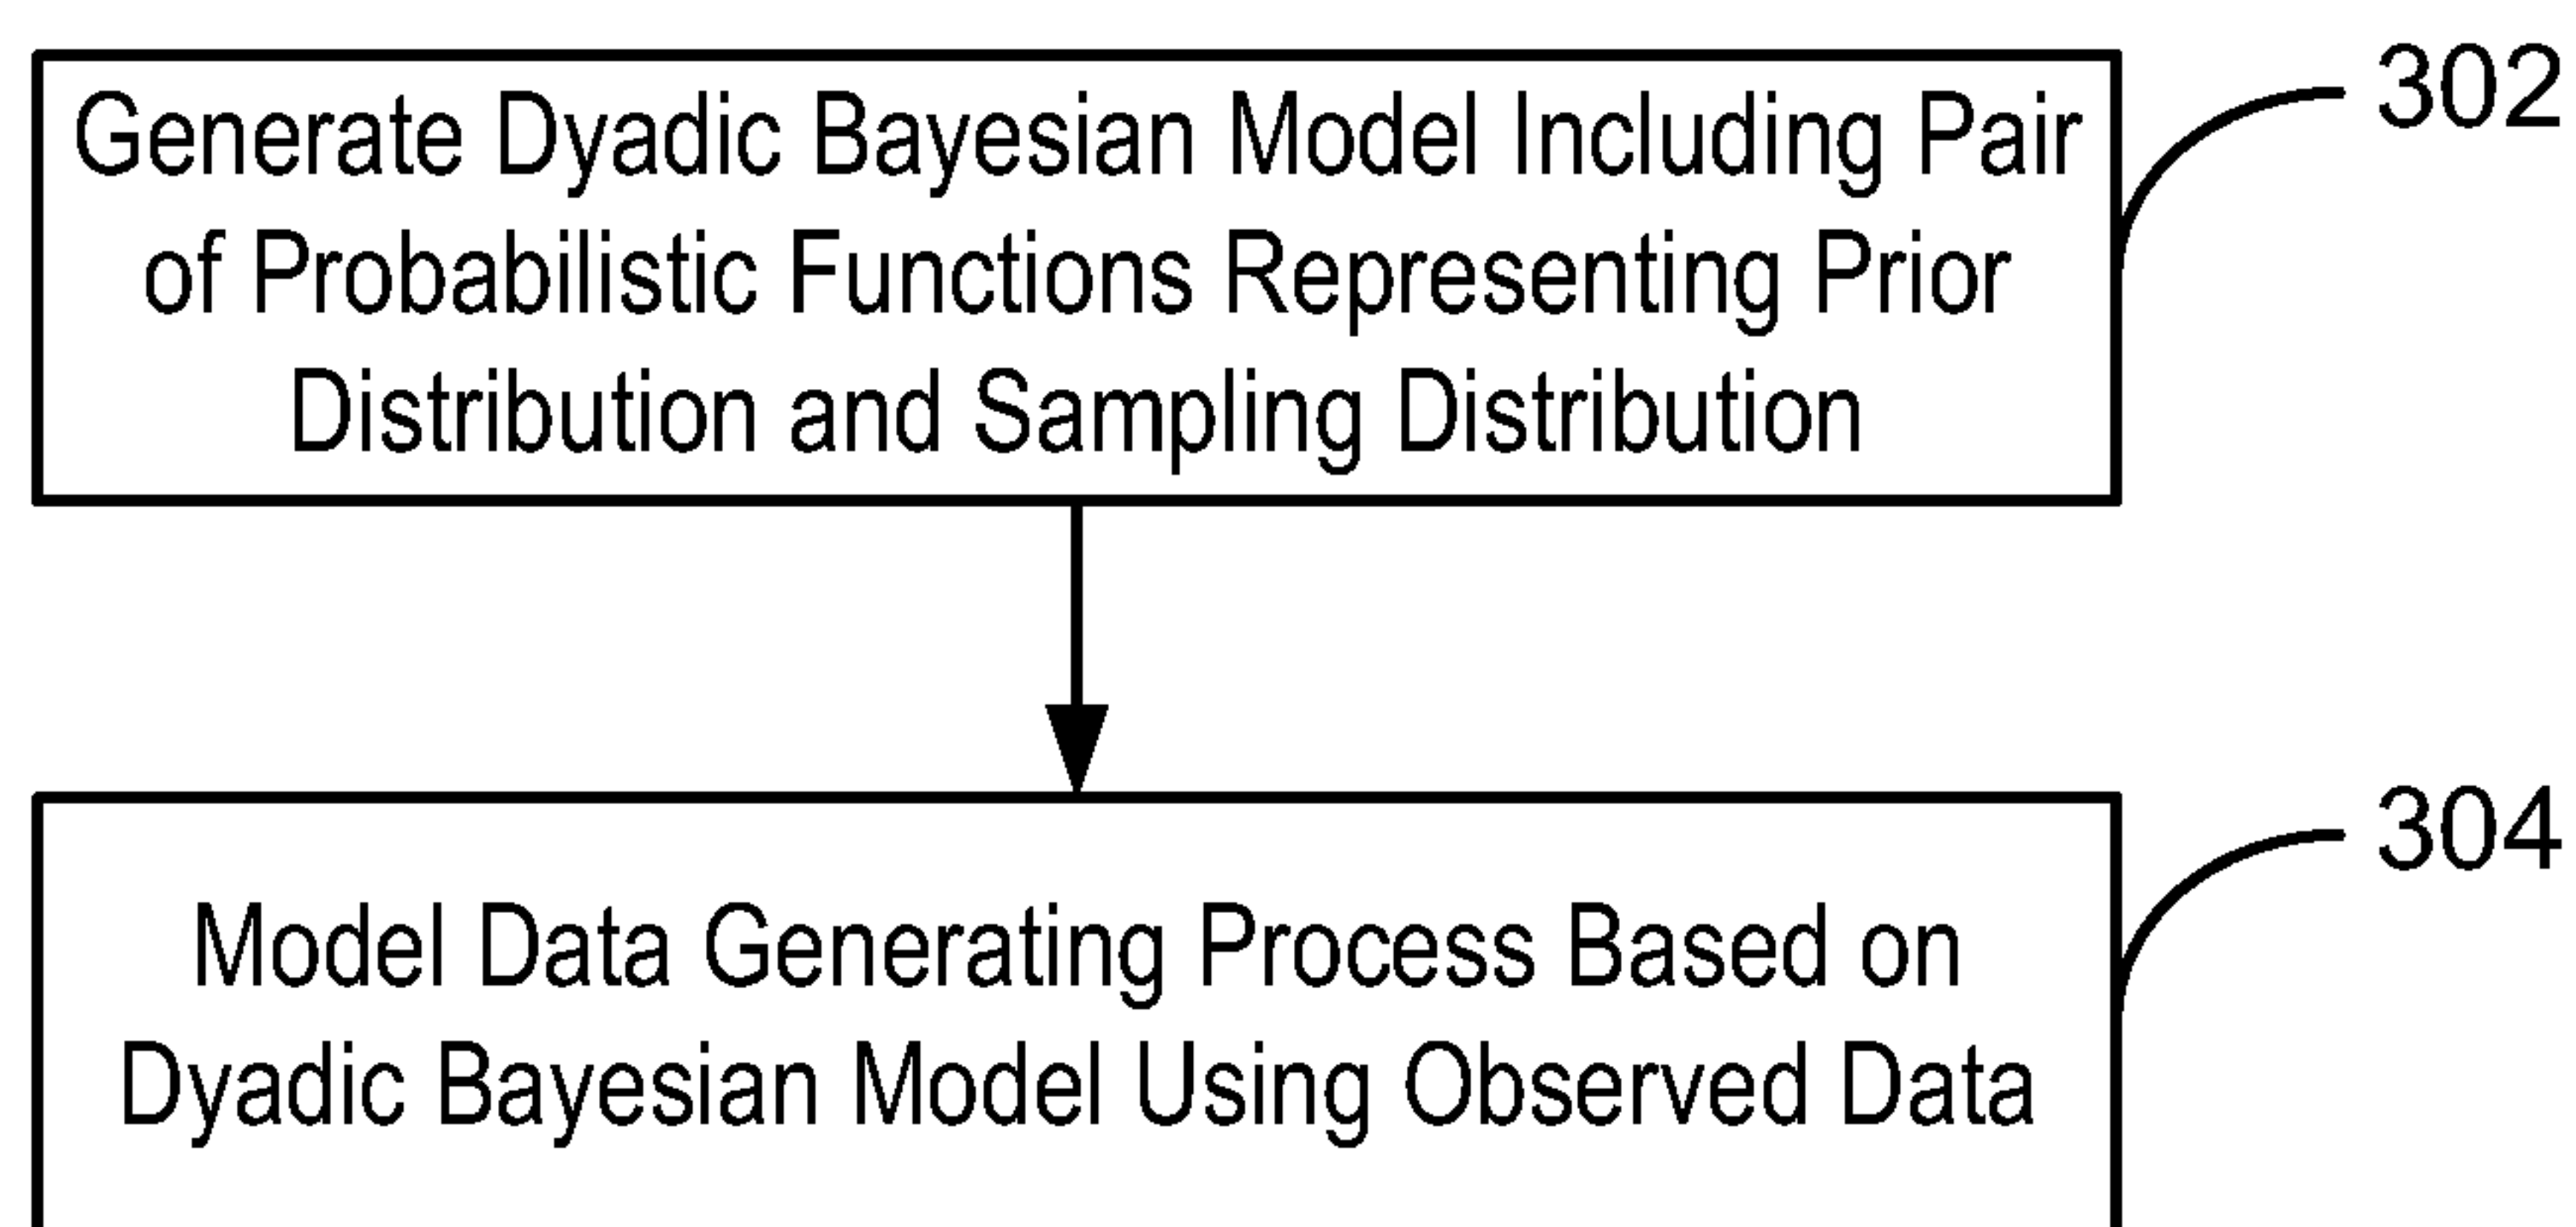 Generate Dyadic Bayesian Model Including Pair
of Probabilistic Functions Representing Prior
Distribution and Sampling Distribution
302
Model Data Generating Process Based on
Dyadic Bayesian Model Using Observed Data
304